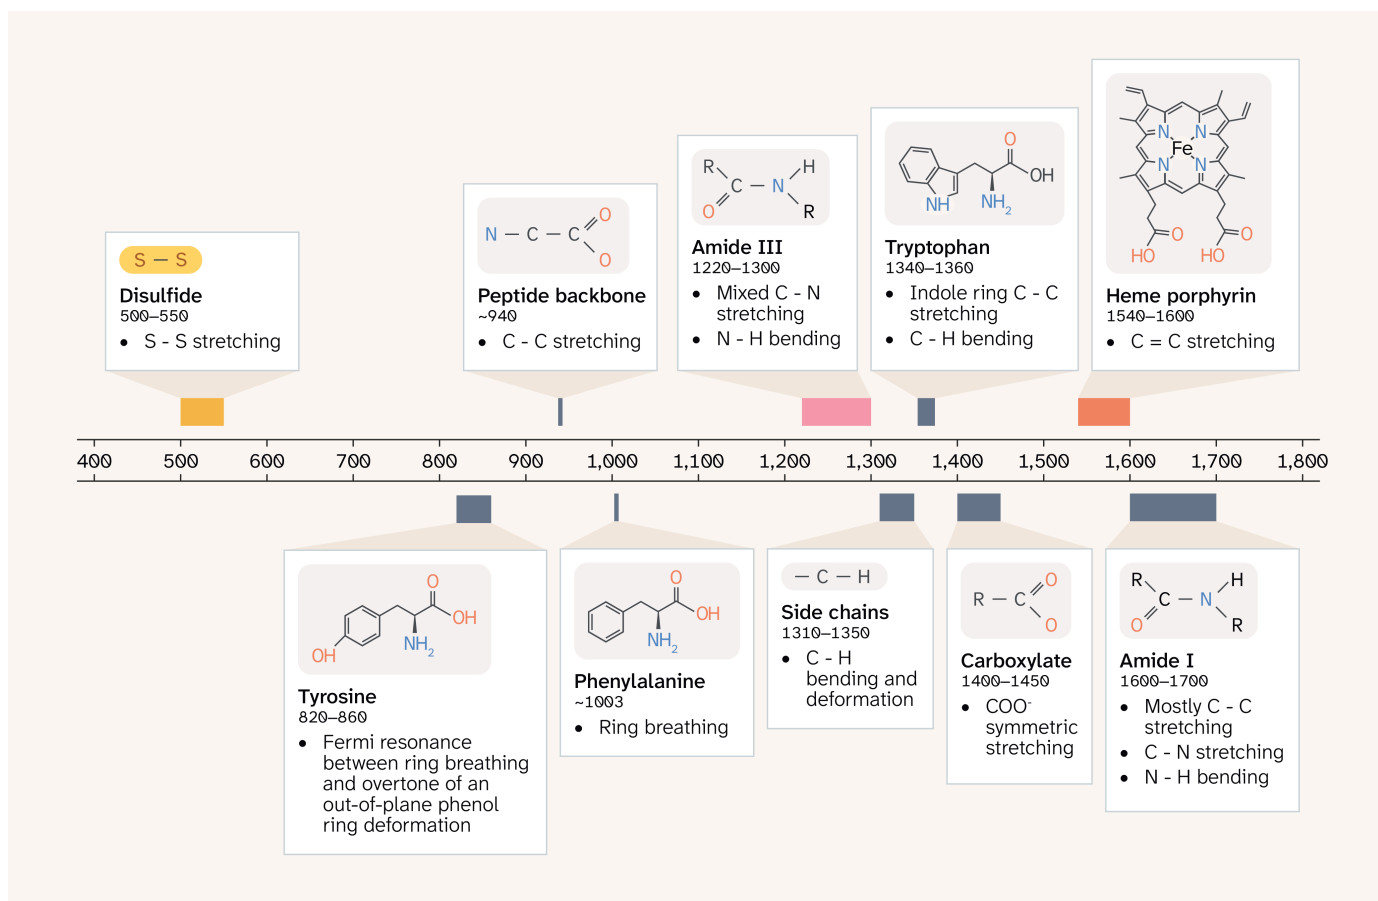 S – S
Disulfide
500–550
• S - S stretching
N – C – C
O
O
Peptide backbone
~940
• C - C stretching
R
H
C – N
O
R
Amide III
1220–1300
• Mixed C - N
stretching
• N - H bending
O
OH
NH
NH₂
Tryptophan
1340–1360
• Indole ring C - C
stretching
• C - H bending
N
N
Fe
N
N
O
O
HO
HO
Heme porphyrin
1540–1600
• C = C stretching
400 500 600 700 800 900 1,000 1,100 1,200 1,300 1,400 1,500 1,600 1,700 1,800
O
OH
NH₂
OH
Tyrosine
820–860
• Fermi resonance
between ring breathing
and overtone of an
out-of-plane phenol
ring deformation
O
OH
NH₂
Phenylalanine
~1003
• Ring breathing
– C – H
Side chains
1310–1350
• C - H
bending and
deformation
O
R – C
O
Carboxylate
1400–1450
• COO⁻
symmetric
stretching
R
H
C – N
O
R
Amide I
1600–1700
• Mostly C - C
stretching
• C - N stretching
• N - H bending